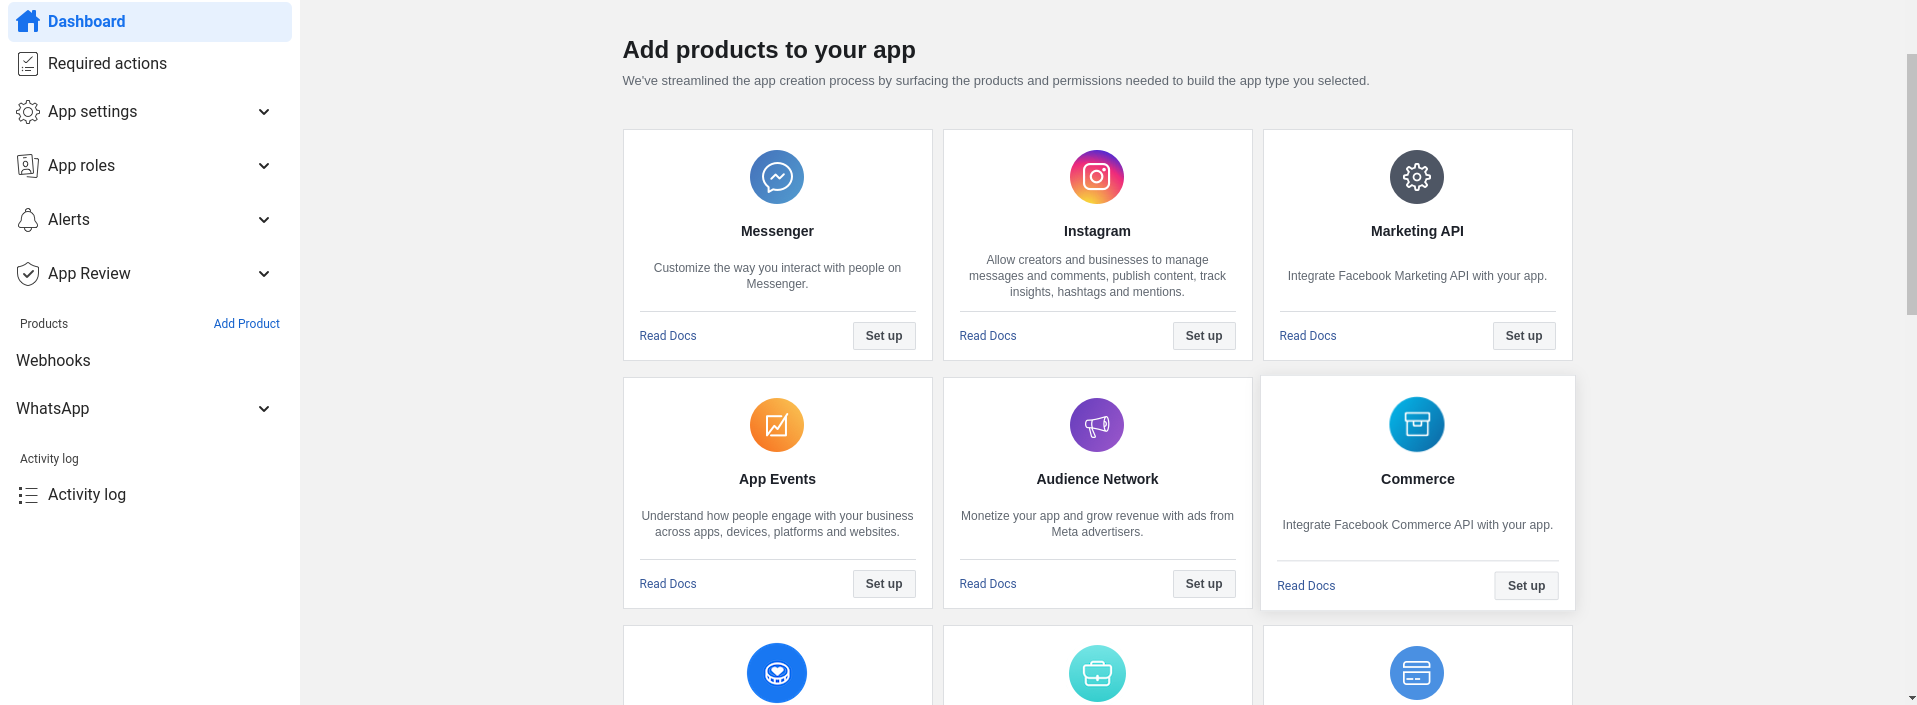 Dashboard
Required actions
App settings
App roles
Alerts
App Review
Products
Add Product
Webhooks
WhatsApp
Activity log
Activity log
Add products to your app
We've streamlined the app creation process by surfacing the products and permissions needed to build the app type you selected.
Messenger
Customize the way you interact with people on
Messenger.
Read Docs
Set up
Instagram
Allow creators and businesses to manage
messages and comments, publish content, track
insights, hashtags and mentions.
Read Docs
Set up
Marketing API
Integrate Facebook Marketing API with your app.
Read Docs
Set up
App Events
Understand how people engage with your business
across apps, devices, platforms and websites.
Read Docs
Set up
Audience Network
Monetize your app and grow revenue with ads from
Meta advertisers.
Read Docs
Set up
Commerce
Integrate Facebook Commerce API with your app.
Read Docs
Set up